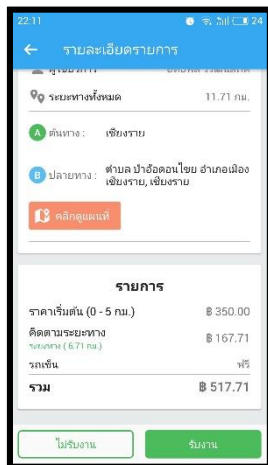 22:11
24
รายละเอียดรายการ
ระยะทางทั้งหมด 11.71 กม.
A ต้นทาง : เชียงราย
B ปลายทาง : ตำบล ป่าอ้อดอนไชย อำเภอเมือง
เชียงราย, เชียงราย
คลิกดูแผนที่
รายการ
ราคาเริ่มต้น (0 - 5 กม.) ฿ 350.00
คิดตามระยะทาง ฿ 167.71
ระยะทาง ( 6.71 กม.)
รถเข็น ฟรี
รวม ฿ 517.71
ไม่รับงาน รับงาน